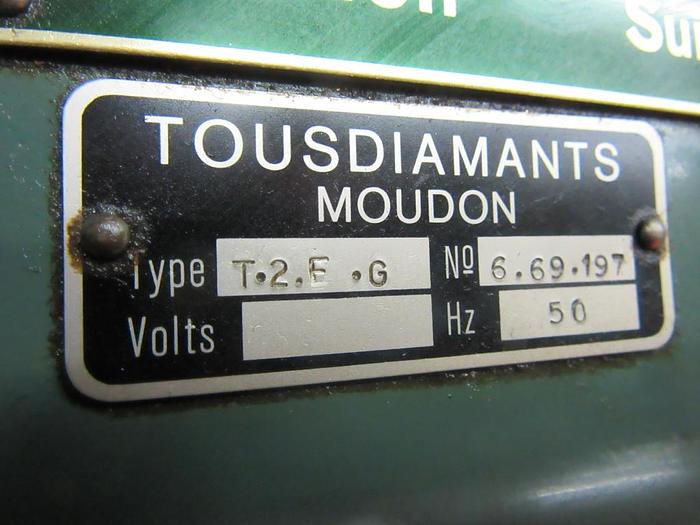 TOUSDIAMANTS
MOUDON
Type T.2.E .G Nº 6.69.197
Volts Hz 50